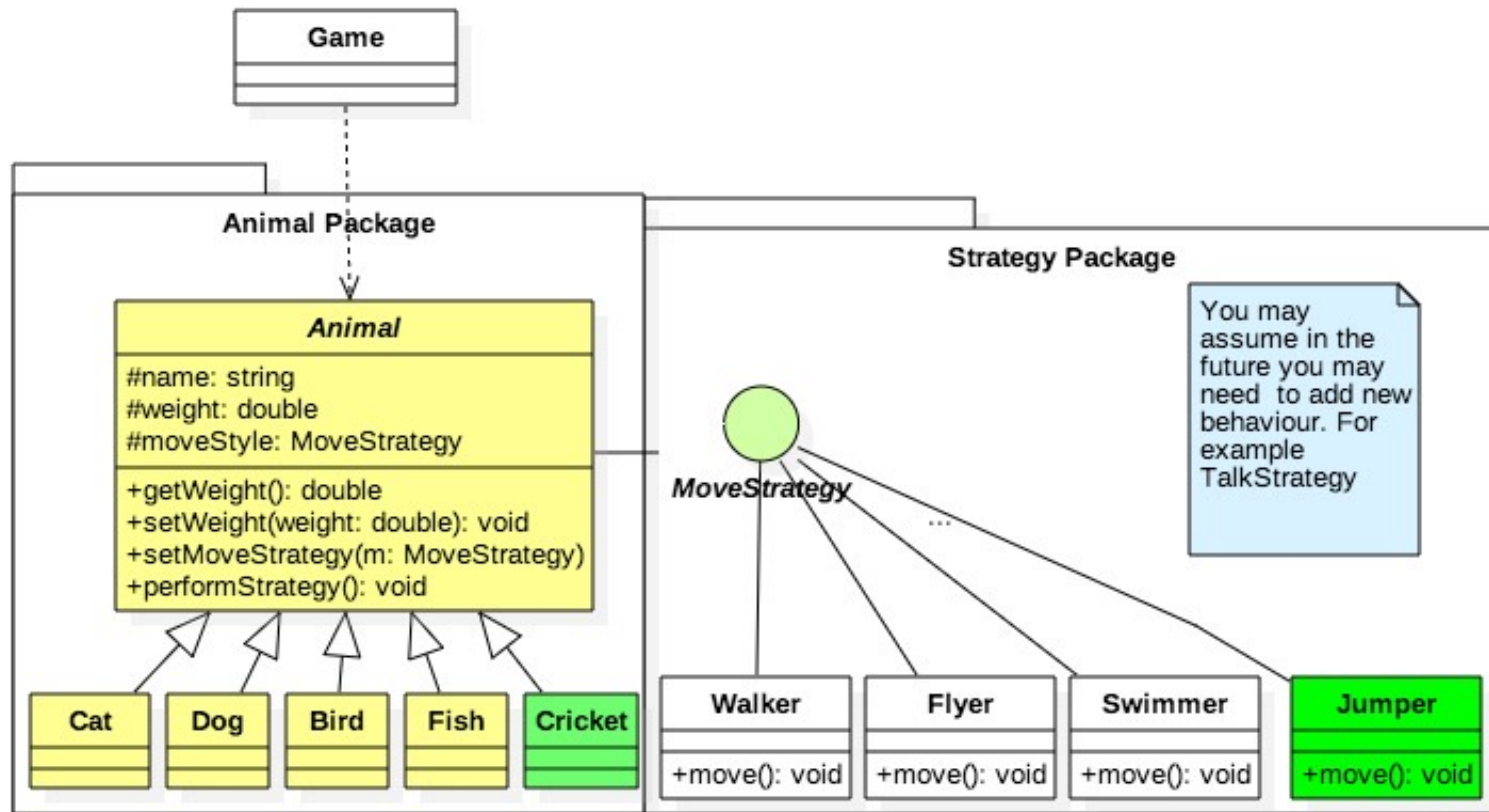 Game
Animal Package
Animal
#name: string
#weight: double
#moveStyle: MoveStrategy
+getWeight(): double
+setWeight(weight: double): void
+setMoveStrategy(m: MoveStrategy)
+performStrategy(): void
Cat
Dog
Bird
Fish
Cricket
Strategy Package
You may
assume in the
future you may
need to add new
behaviour. For
example
TalkStrategy
MoveStrategy
...
Walker
+move(): void
Flyer
+move(): void
Swimmer
+move(): void
Jumper
+move(): void